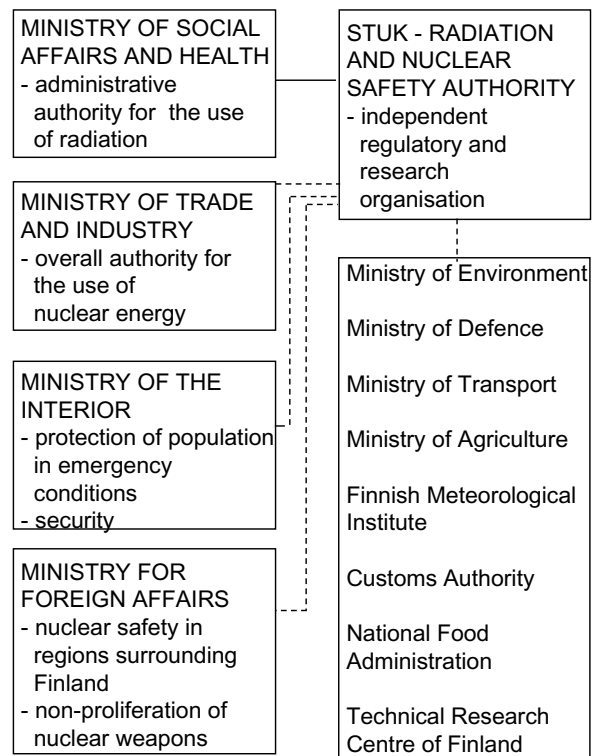 MINISTRY OF SOCIAL
AFFAIRS AND HEALTH
- administrative
authority for the use
of radiation
MINISTRY OF TRADE
AND INDUSTRY
- overall authority for
the use of
nuclear energy
MINISTRY OF THE
INTERIOR
- protection of population
in emergency
conditions
- security
MINISTRY FOR
FOREIGN AFFAIRS
- nuclear safety in
regions surrounding
Finland
- non-proliferation of
nuclear weapons
STUK - RADIATION
AND NUCLEAR
SAFETY AUTHORITY
- independent
regulatory and
research
organisation
Ministry of Environment
Ministry of Defence
Ministry of Transport
Ministry of Agriculture
Finnish Meteorological
Institute
Customs Authority
National Food
Administration
Technical Research
Centre of Finland